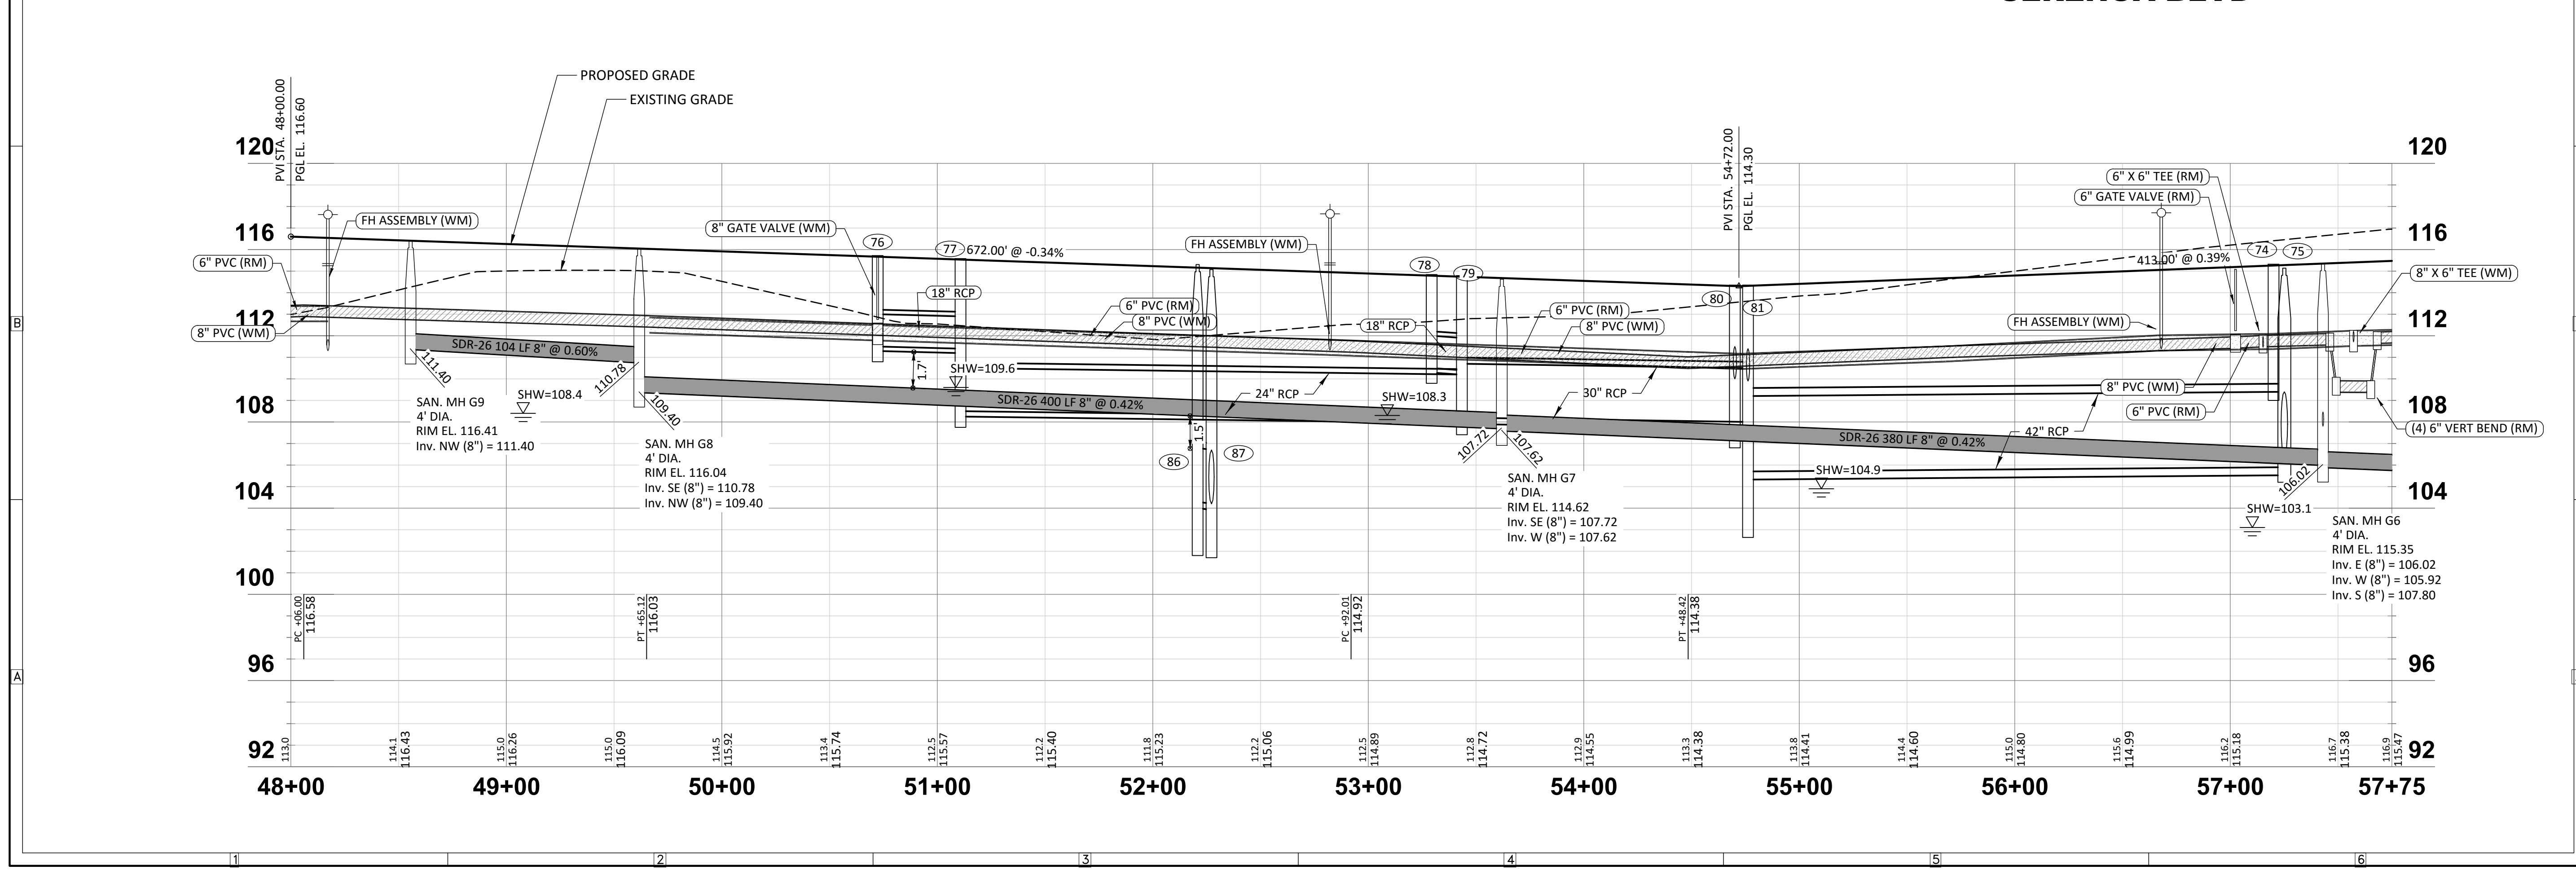 PROPOSED GRADE
EXISTING GRADE
PVI STA. 48+00.00
PGL EL. 116.60
PVI STA. 54+72.00
PGL EL. 114.30
120
120
6" X 6" TEE (RM)
6" GATE VALVE (RM)
FH ASSEMBLY (WM)
8" GATE VALVE (WM)
76
77
672.00' @ -0.34%
FH ASSEMBLY (WM)
116
116
74
75
413.00' @ 0.39%
6" PVC (RM)
78
79
8" X 6" TEE (WM)
18" RCP
80
81
6" PVC (RM)
8" PVC (WM)
6" PVC (RM)
8" PVC (WM)
112
112
8" PVC (WM)
18" RCP
FH ASSEMBLY (WM)
SDR-26 104 LF 8" @ 0.60%
111.40
110.78
1.7'
SHW=109.6
8" PVC (WM)
6" PVC (RM)
SHW=108.4
24" RCP
SHW=108.3
30" RCP
108
108
SDR-26 400 LF 8" @ 0.42%
109.40
SAN. MH G9
4' DIA.
RIM EL. 116.41
Inv. NW (8") = 111.40
SAN. MH G8
4' DIA.
RIM EL. 116.04
Inv. SE (8") = 110.78
Inv. NW (8") = 109.40
1.5'
86
87
107.72
107.62
SDR-26 380 LF 8" @ 0.42%
42" RCP
(4) 6" VERT BEND (RM)
SHW=104.9
SAN. MH G7
4' DIA.
RIM EL. 114.62
Inv. SE (8") = 107.72
Inv. W (8") = 107.62
106.02
104
104
SHW=103.1
SAN. MH G6
4' DIA.
RIM EL. 115.35
Inv. E (8") = 106.02
Inv. W (8") = 105.92
Inv. S (8") = 107.80
100
100
PC +06.00
116.58
PT +65.12
116.03
PC +92.01
114.92
PT +48.42
114.38
96
96
92
92
113.0
114.1
116.43
115.0
116.26
115.0
116.09
114.5
115.92
113.4
115.74
112.5
115.57
112.2
115.40
111.8
115.23
112.2
115.06
112.5
114.89
112.8
114.72
112.9
114.55
113.3
114.38
113.8
114.41
114.4
114.60
115.0
114.80
115.6
114.99
116.2
115.18
116.7
115.38
116.9
115.47
48+00
49+00
50+00
51+00
52+00
53+00
54+00
55+00
56+00
57+00
57+75
B
A
1
2
3
4
5
6